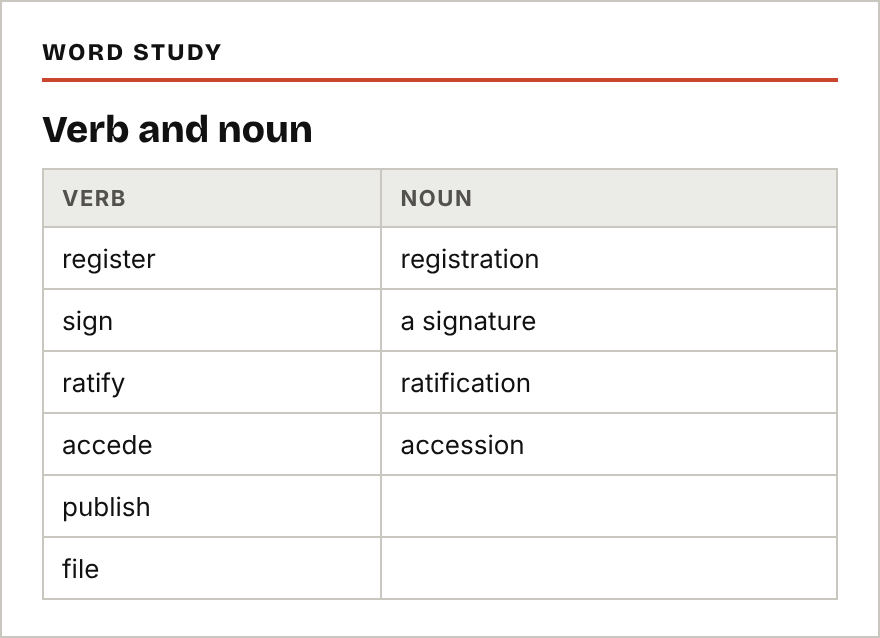 WORD STUDY
Verb and noun
VERB NOUN
register registration
sign a signature
ratify ratification
accede accession
publish
file